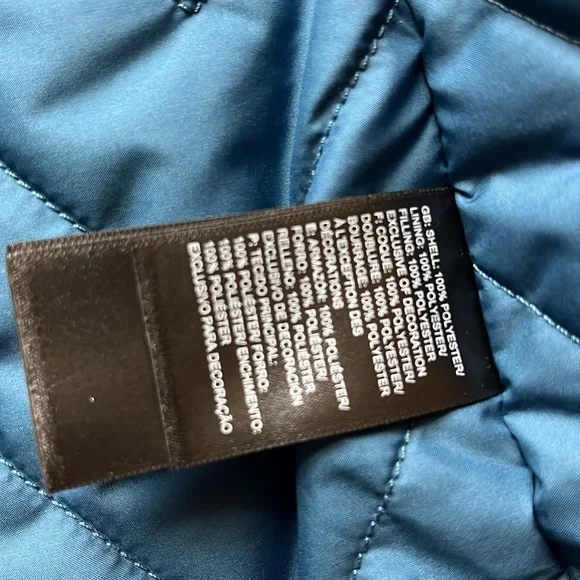 GB: SHELL: 100% POLYESTER/
LINING: 100% POLYESTER/
FILLING: 100% POLYESTER
EXCLUSIVE OF DECORATION
F: COQUE: 100% POLYESTER/
DOUBLURE: 100% POLYESTER/
BOURRAGE: 100% POLYESTER
À L'EXCEPTION DES
DÉCORATIONS
E: ARMAZÓN: 100% POLIÉSTER/
FORRO: 100% POLIÉSTER/
RELLENO: 100% POLIÉSTER
EXCLUSIVO DE DECORACIÓN
P: TECIDO PRINCIPAL:
100% POLIÉSTER/ FORRO:
100% POLIÉSTER/ ENCHIMENTO:
100% POLIÉSTER
EXCLUSIVO PARA DECORAÇÃO